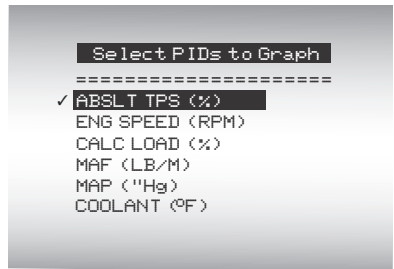 Select PIDs to Graph
=====================
✓ ABSLT TPS (%)
ENG SPEED (RPM)
CALC LOAD (%)
MAF (LB/M)
MAP ("Hg)
COOLANT (ºF)